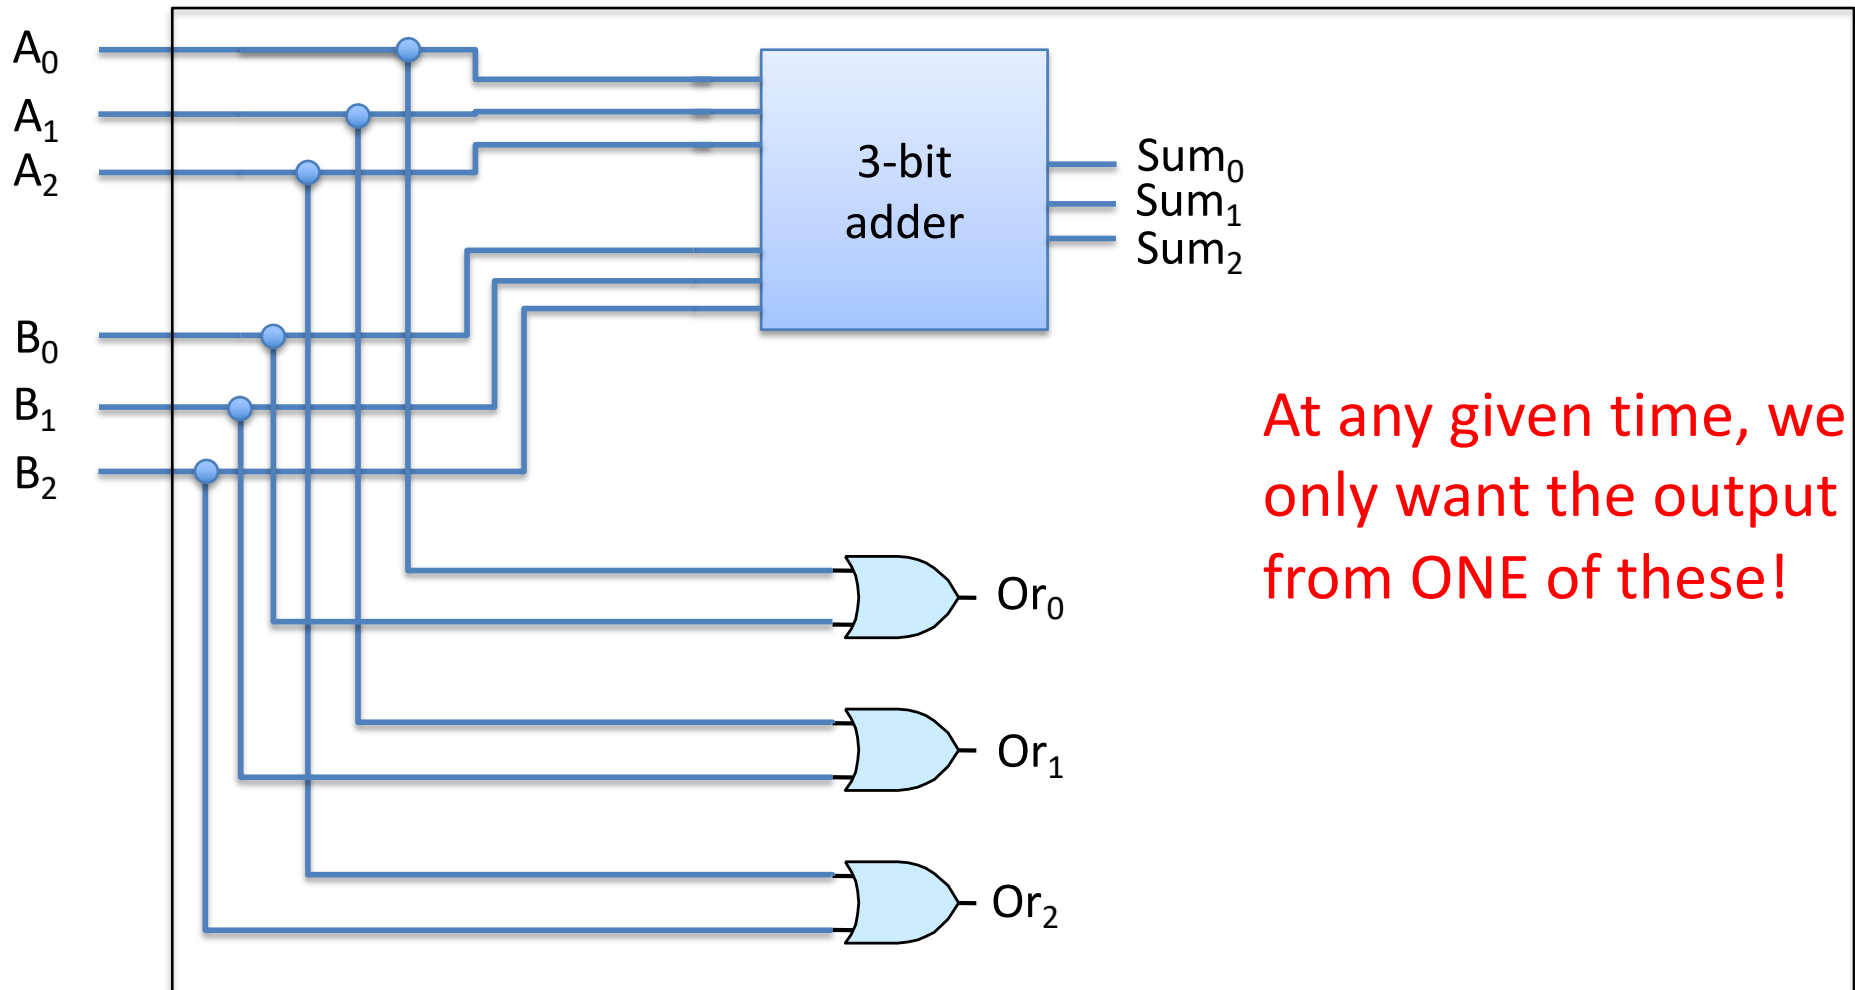 A₀
A₁
A₂
B₀
B₁
B₂
3-bit
adder
Sum₀
Sum₁
Sum₂
At any given time, we
only want the output
from ONE of these!
Or₀
Or₁
Or₂